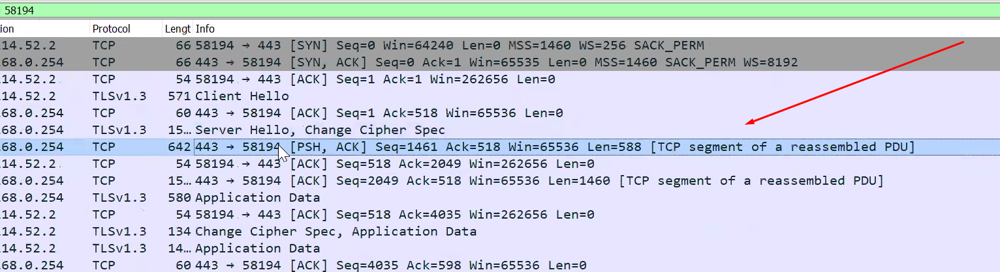 58194
ion Protocol Lengt Info
14.52.2 TCP 66 58194 → 443 [SYN] Seq=0 Win=64240 Len=0 MSS=1460 WS=256 SACK_PERM
68.0.254 TCP 66 443 → 58194 [SYN, ACK] Seq=0 Ack=1 Win=65535 Len=0 MSS=1460 SACK_PERM WS=8192
14.52.2 TCP 54 58194 → 443 [ACK] Seq=1 Ack=1 Win=262656 Len=0
14.52.2 TLSv1.3 571 Client Hello
68.0.254 TCP 60 443 → 58194 [ACK] Seq=1 Ack=518 Win=65536 Len=0
68.0.254 TLSv1.3 15… Server Hello, Change Cipher Spec
68.0.254 TCP 642 443 → 58194 [PSH, ACK] Seq=1461 Ack=518 Win=65536 Len=588 [TCP segment of a reassembled PDU]
14.52.2 TCP 54 58194 → 443 [ACK] Seq=518 Ack=2049 Win=262656 Len=0
68.0.254 TCP 15… 443 → 58194 [ACK] Seq=2049 Ack=518 Win=65536 Len=1460 [TCP segment of a reassembled PDU]
68.0.254 TLSv1.3 580 Application Data
14.52.2 TCP 54 58194 → 443 [ACK] Seq=518 Ack=4035 Win=262656 Len=0
14.52.2 TLSv1.3 134 Change Cipher Spec, Application Data
14.52.2 TLSv1.3 14… Application Data
68.0.254 TCP 60 443 → 58194 [ACK] Seq=4035 Ack=598 Win=65536 Len=0